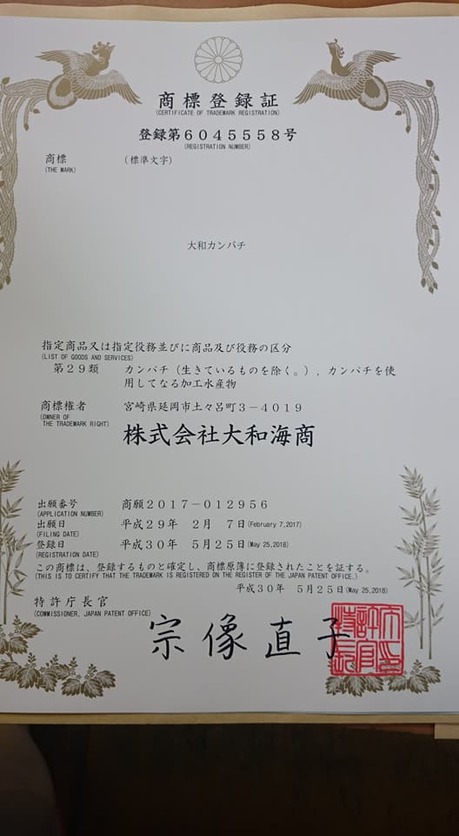 商標登録証
(CERTIFICATE OF TRADEMARK REGISTRATION)
登録第6045558号
(REGISTRATION NUMBER)
商標 (標準文字)
(THE MARK)
大和カンパチ
指定商品又は指定役務並びに商品及び役務の区分
(LIST OF GOODS AND SERVICES)
第29類 カンパチ(生きているものを除く。),カンパチを使
用してなる加工水産物
商標権者 宮崎県延岡市土々呂町3-4019
(OWNER OF
THE TRADEMARK RIGHT)
株式会社大和海商
出願番号 商願2017-012956
(APPLICATION NUMBER)
出願日 平成29年 2月 7日(February 7,2017)
(FILING DATE)
登録日 平成30年 5月25日(May 25,2018)
(REGISTRATION DATE)
この商標は、登録するものと確定し、商標原簿に登録されたことを証する。
(THIS IS TO CERTIFY THAT THE TRADEMARK IS REGISTERED ON THE REGISTER OF THE JAPAN PATENT OFFICE.)
平成30年 5月25日(May 25,2018)
特許庁長官
(COMMISSIONER, JAPAN PATENT OFFICE)
宗像直子